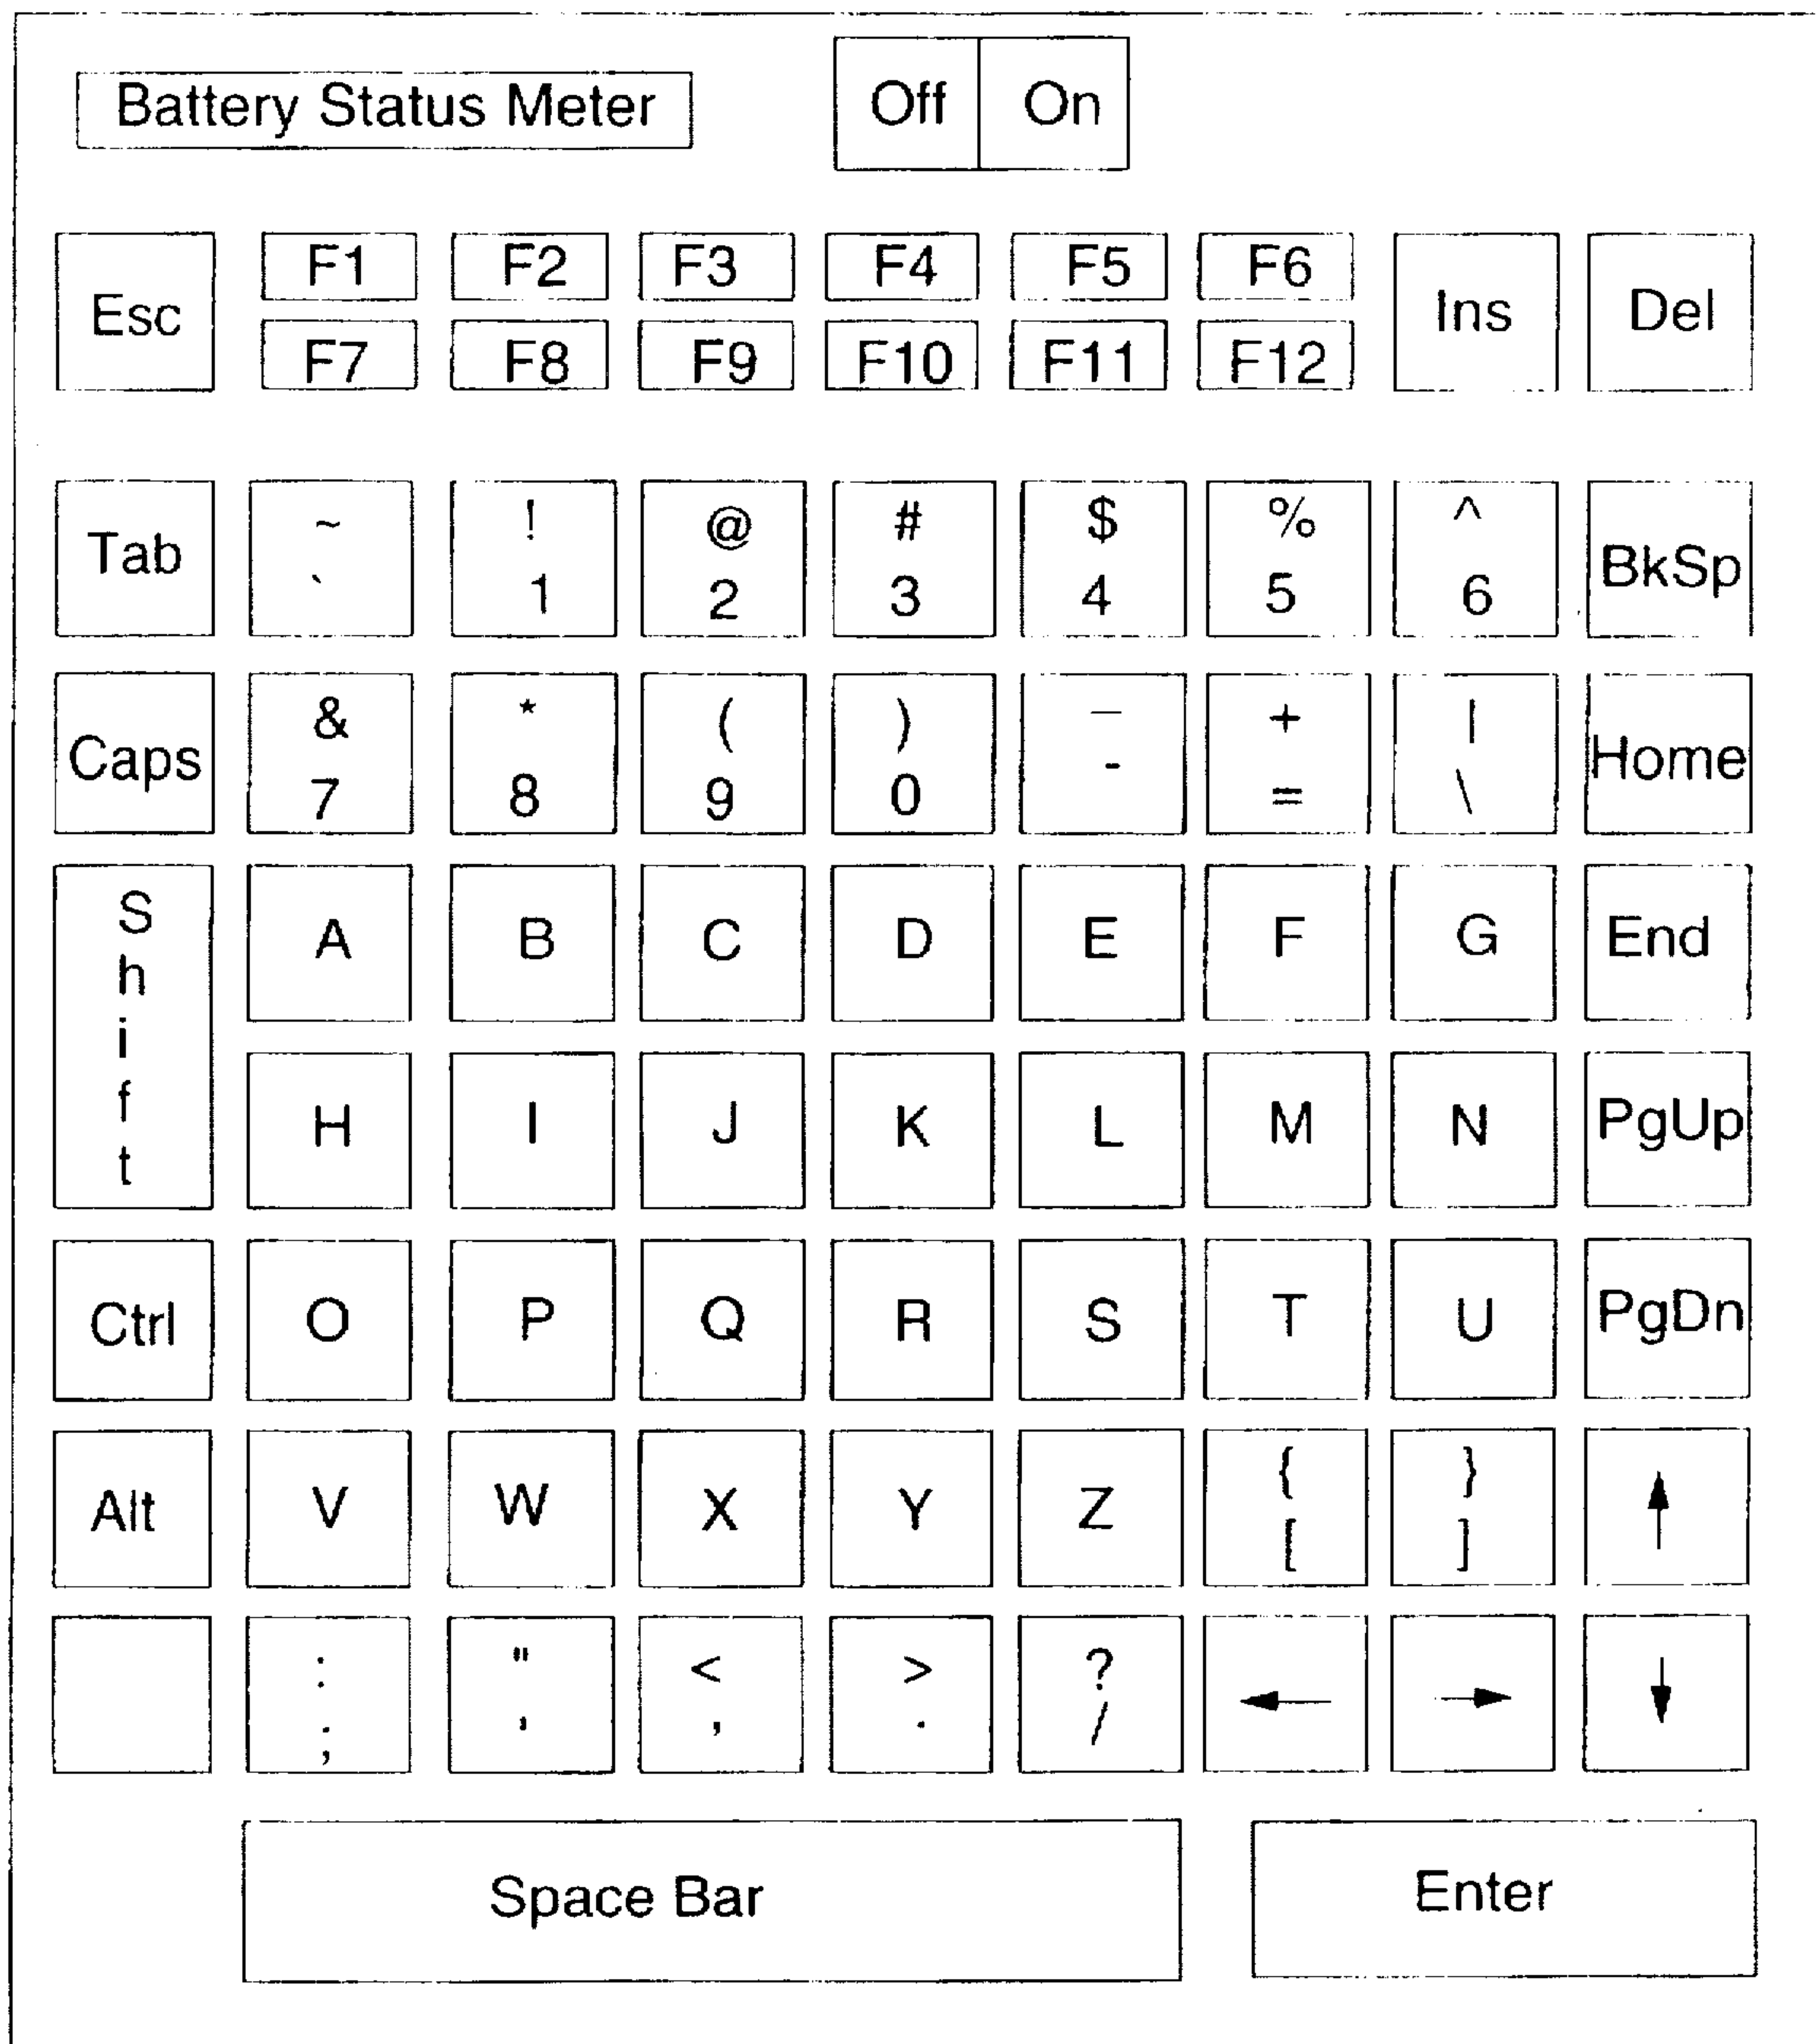 Battery Status Meter Off On
Esc F1 F2 F3 F4 F5 F6 Ins Del
F7 F8 F9 F10 F11 F12
~ ! @ # $ % ^
Tab ` 1 2 3 4 5 6 BkSp
& * ( ) _ + |
Caps 7 8 9 0 - = \ Home
Shift A B C D E F G End
H I J K L M N PgUp
Ctrl O P Q R S T U PgDn
{ }
Alt V W X Y Z [ ] ↑
: " < > ?
; ' , . / ← → ↓
Space Bar Enter